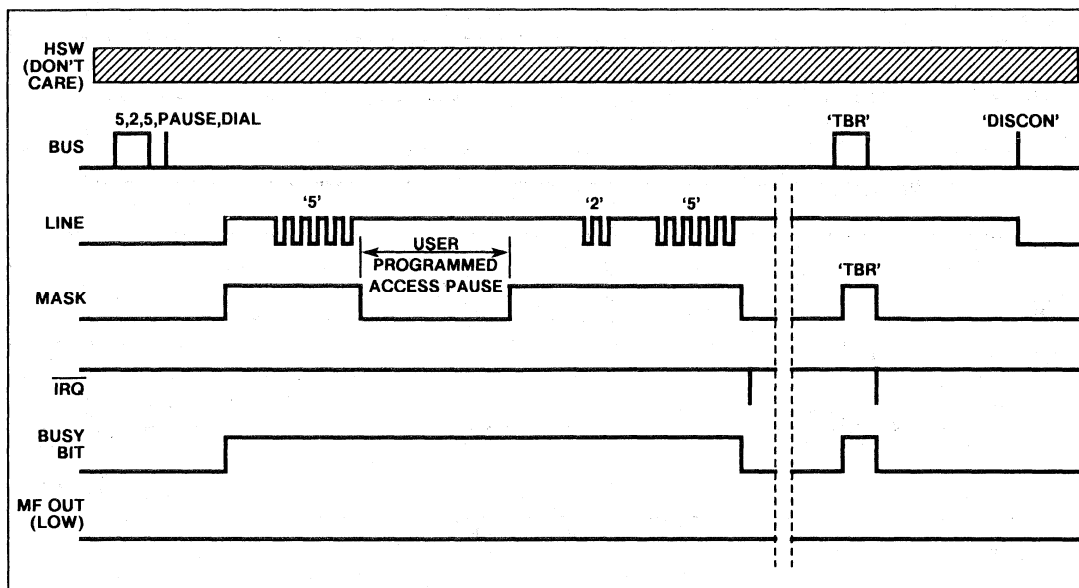 HSW
(DON'T
CARE)
5,2,5,PAUSE,DIAL
'TBR'
'DISCON'
BUS
'5'
'2'
'5'
LINE
USER
PROGRAMMED
ACCESS PAUSE
'TBR'
MASK
IRQ
BUSY
BIT
MF OUT
(LOW)